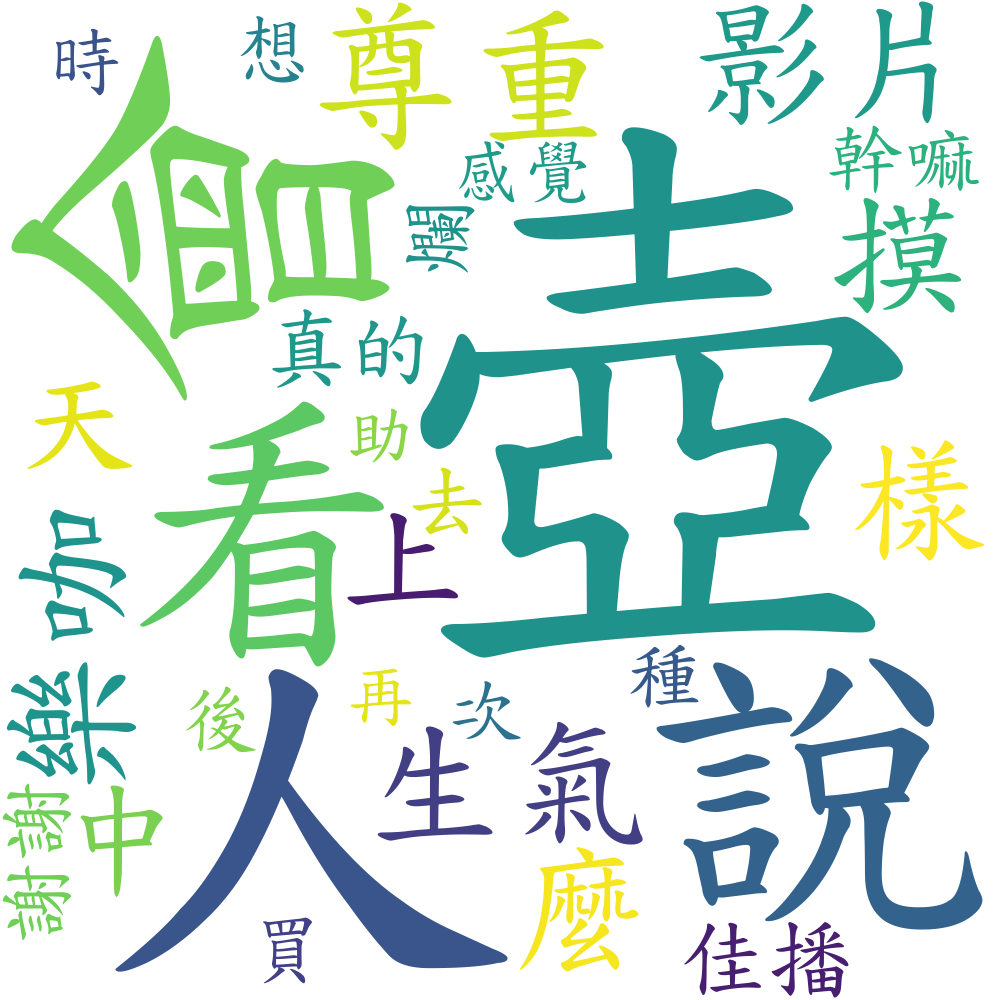 時
想
尊重
影片
會
感覺
幹嘛
爛
摸
壺
真的
天
看
助
去
樣
上
咖
樂
人
後
再
次
種
說
謝謝
中
生氣
麼
買
佳播